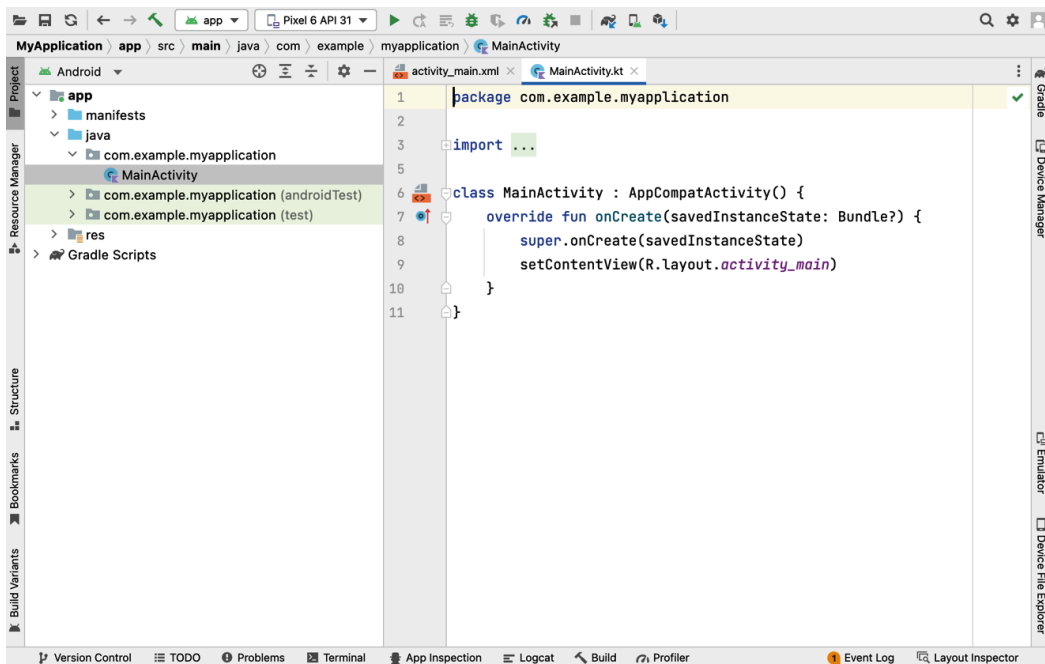 app Pixel 6 API 31
MyApplication app src main java com example myapplication MainActivity
Project
Resource Manager
Structure
Bookmarks
Build Variants
Android
app
manifests
java
com.example.myapplication
MainActivity
com.example.myapplication (androidTest)
com.example.myapplication (test)
res
Gradle Scripts
activity_main.xml MainActivity.kt
1 package com.example.myapplication
2
3 import ...
5
6 class MainActivity : AppCompatActivity() {
7 override fun onCreate(savedInstanceState: Bundle?) {
8 super.onCreate(savedInstanceState)
9 setContentView(R.layout.activity_main)
10 }
11 }
Gradle
Device Manager
Emulator
Device File Explorer
Version Control TODO Problems Terminal App Inspection Logcat Build Profiler 1 Event Log Layout Inspector